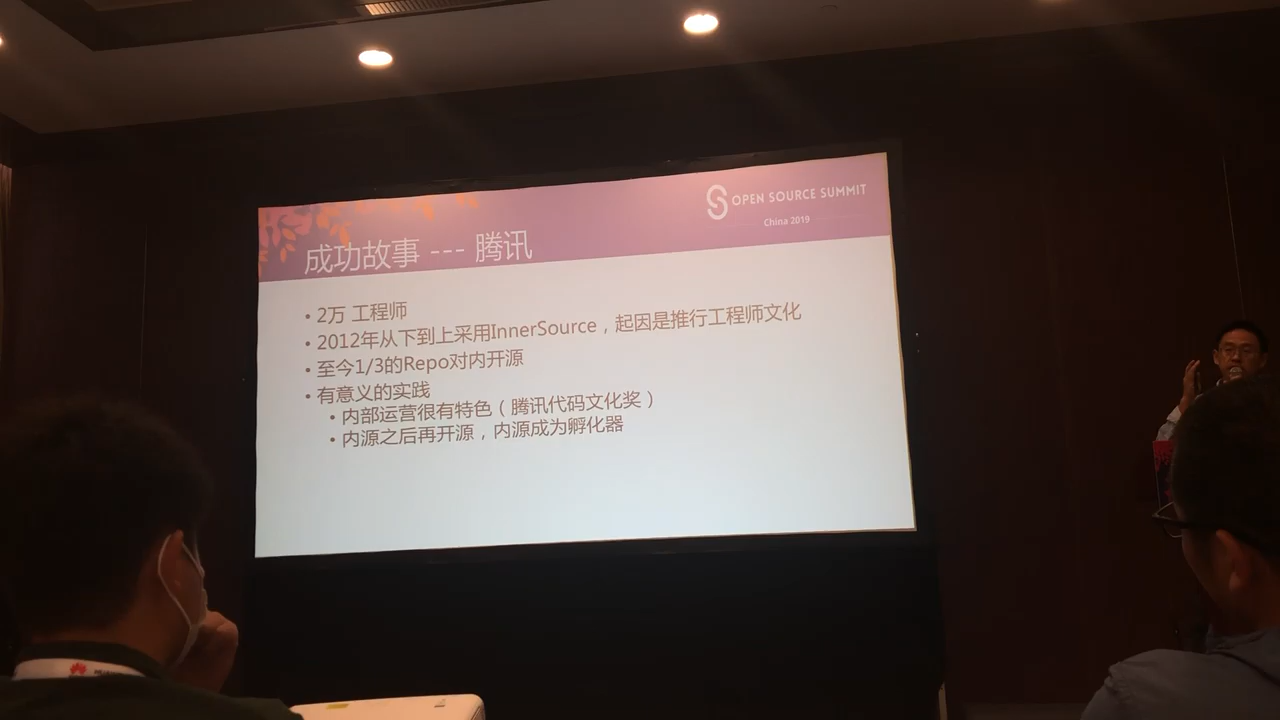 OPEN SOURCE SUMMIT
China 2019
成功故事 --- 腾讯
• 2万 工程师
• 2012年从下到上采用InnerSource，起因是推行工程师文化
• 至今1/3的Repo对内开源
• 有意义的实践
• 内部运营很有特色（腾讯代码文化奖）
• 内源之后再开源，内源成为孵化器